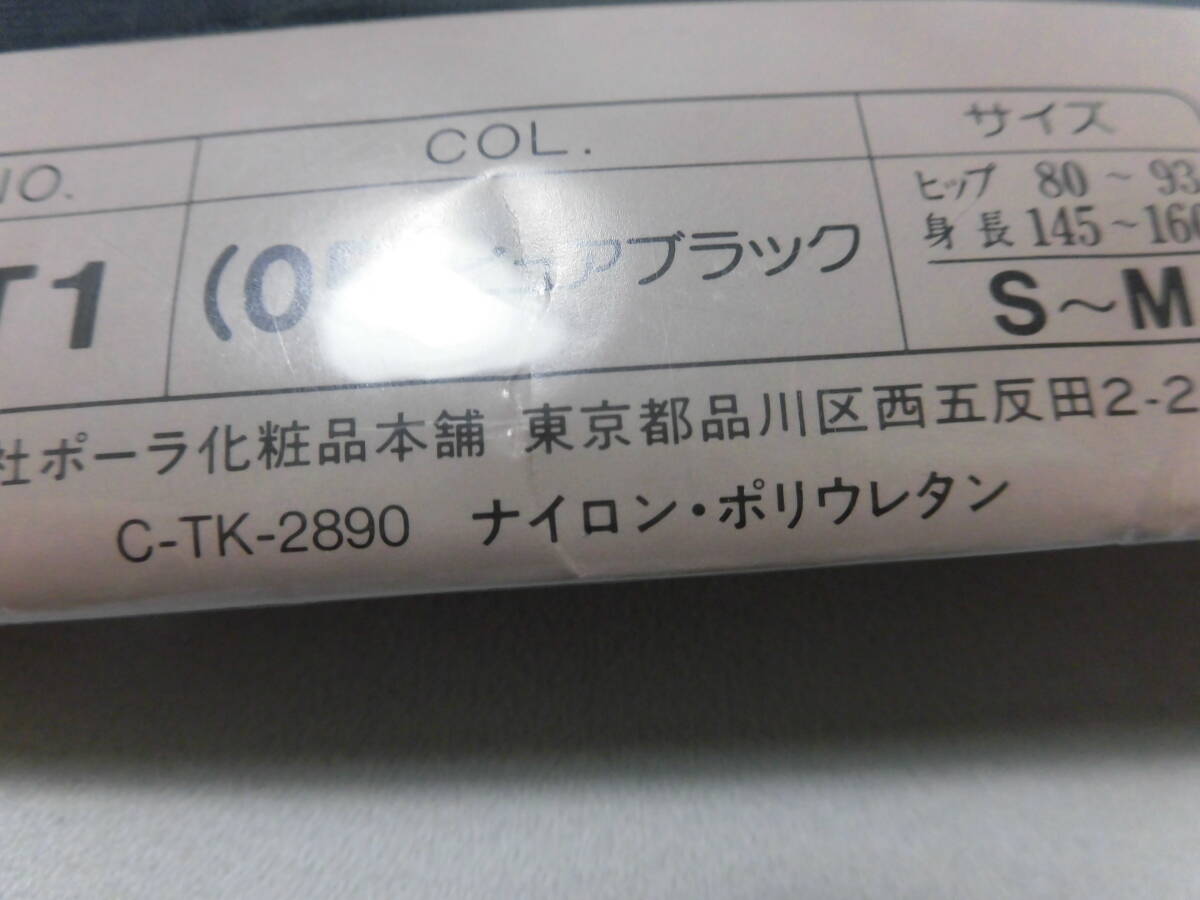 NO. COL. サイズ
ヒップ 80～93
身長 145～160
T1 (0 ピュアブラック S～M
社ポーラ化粧品本舗 東京都品川区西五反田2-2
C-TK-2890 ナイロン・ポリウレタン